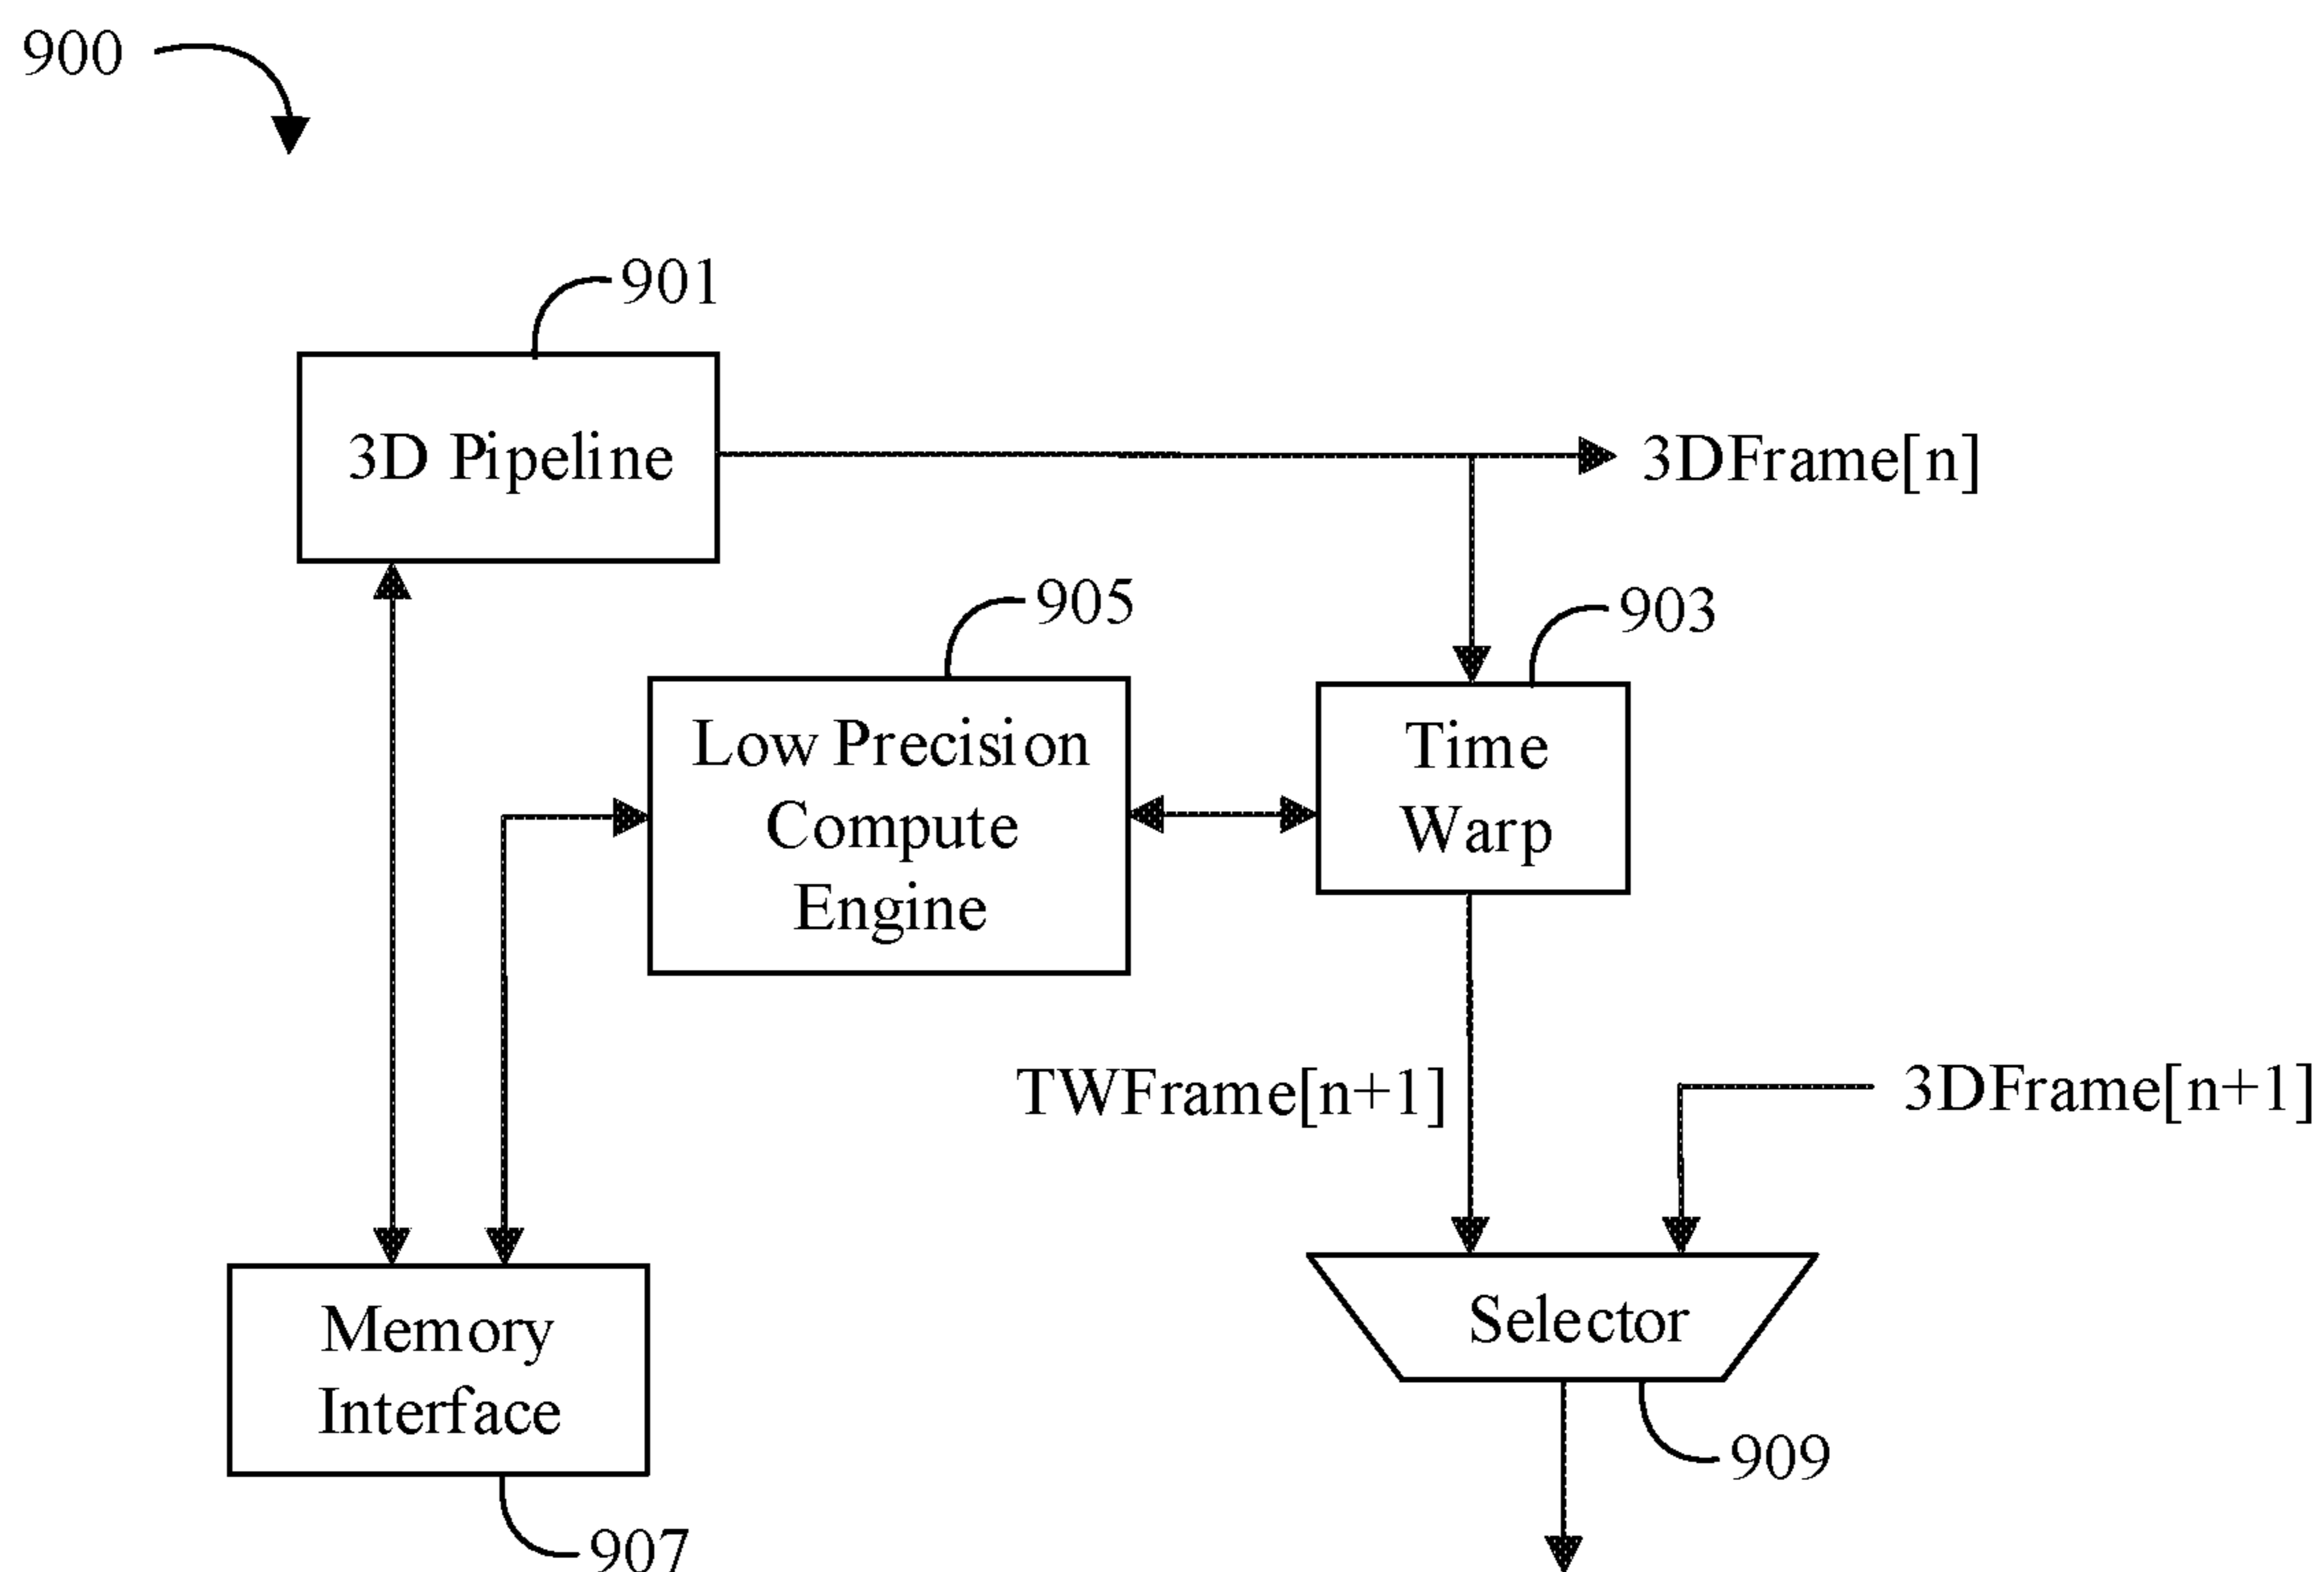 900
901
3D Pipeline
3DFrame[n]
905
903
Low Precision
Compute
Engine
Time
Warp
TWFrame[n+1]
3DFrame[n+1]
Memory
Interface
Selector
909
907